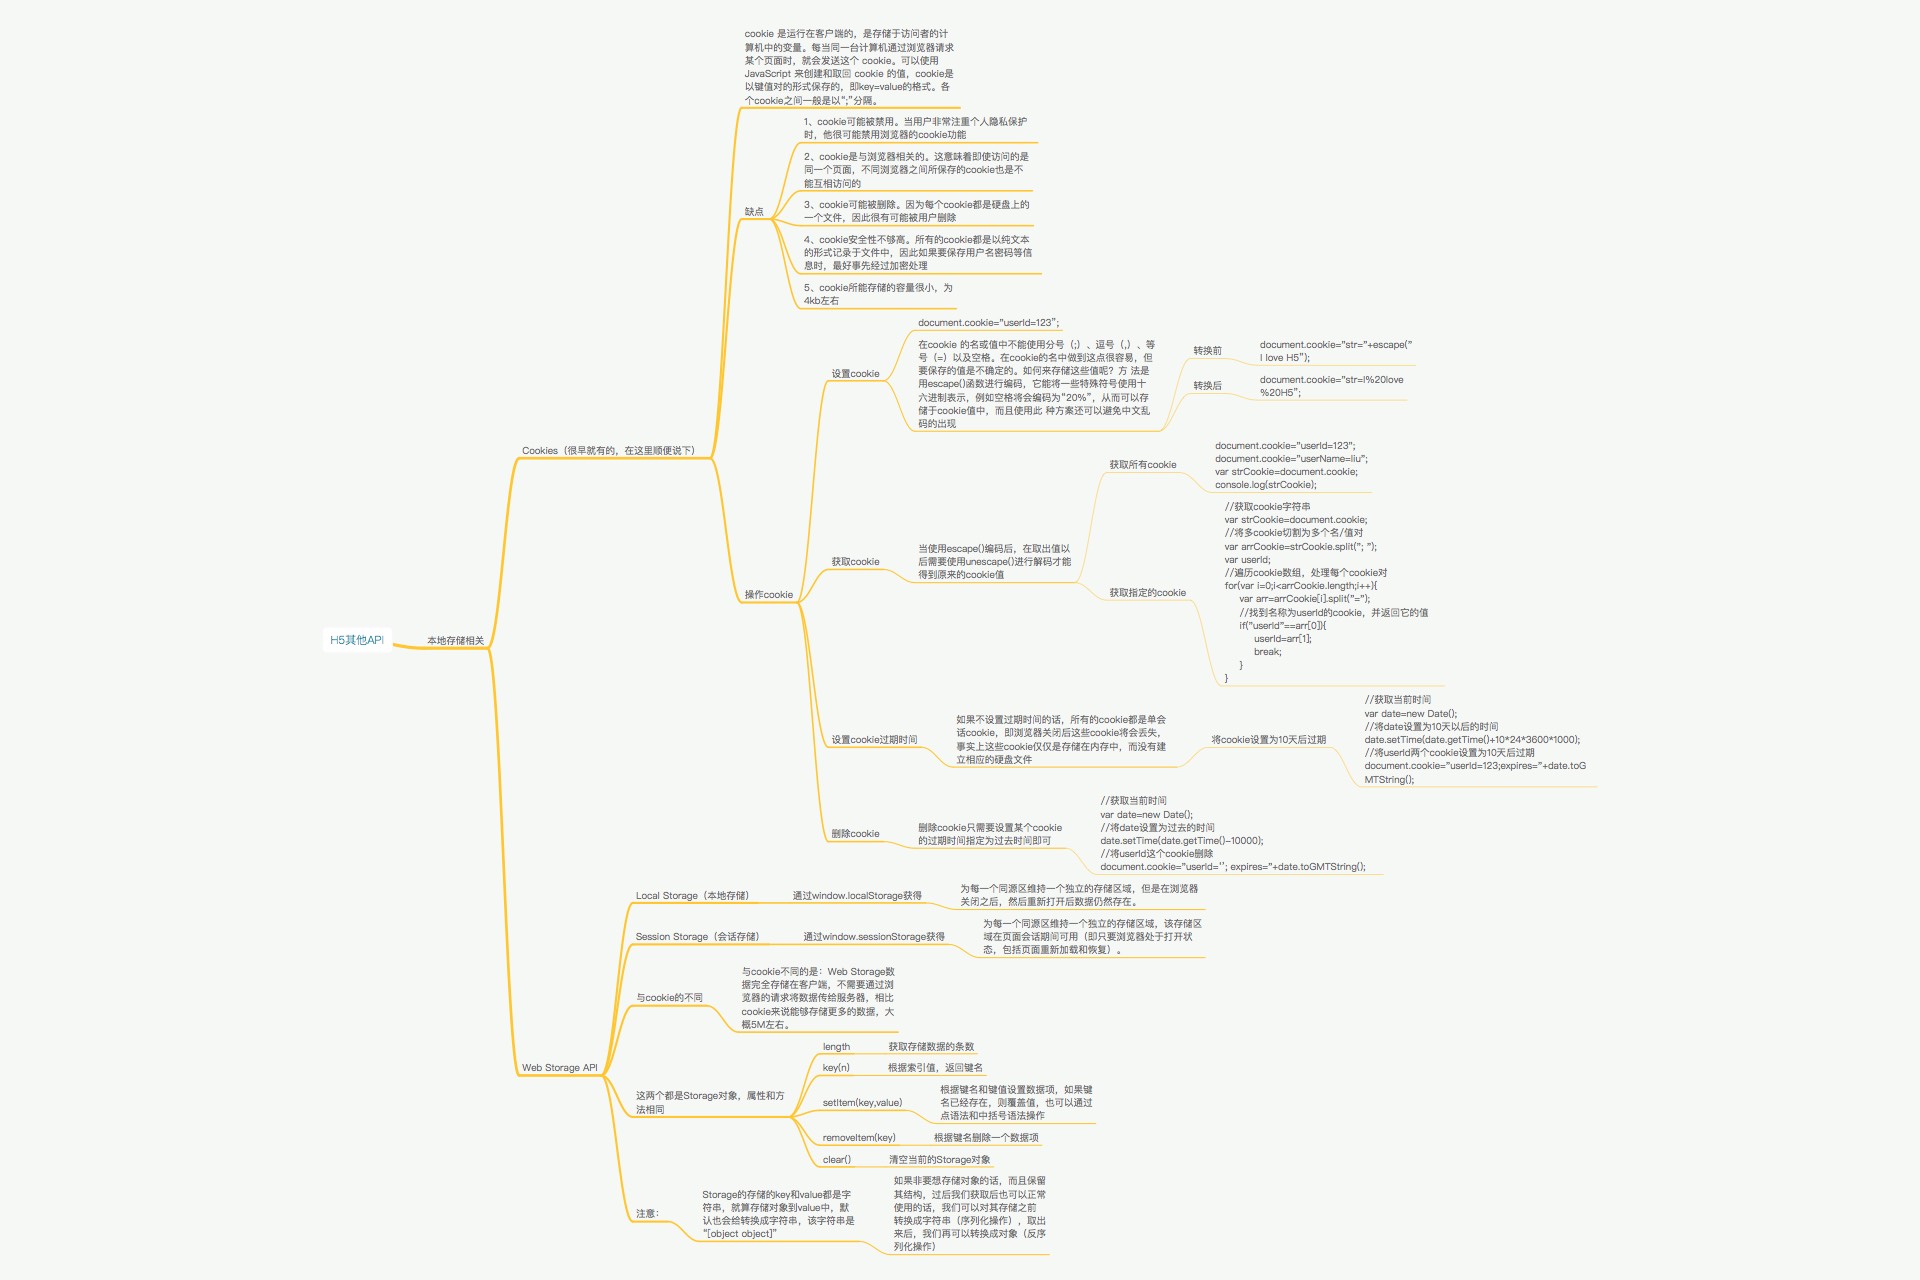 H5其他API
本地存储相关
Cookies（很早就有的，在这里顺便说下）
cookie 是运行在客户端的，是存储于访问者的计
算机中的变量。每当同一台计算机通过浏览器请求
某个页面时，就会发送这个 cookie。可以使用
JavaScript 来创建和取回 cookie 的值，cookie是
以键值对的形式保存的，即key=value的格式。各
个cookie之间一般是以“;”分隔。
缺点
1、cookie可能被禁用。当用户非常注重个人隐私保护
时，他很可能禁用浏览器的cookie功能
2、cookie是与浏览器相关的。这意味着即使访问的是
同一个页面，不同浏览器之间所保存的cookie也是不
能互相访问的
3、cookie可能被删除。因为每个cookie都是硬盘上的
一个文件，因此很有可能被用户删除
4、cookie安全性不够高。所有的cookie都是以纯文本
的形式记录于文件中，因此如果要保存用户名密码等信
息时，最好事先经过加密处理
5、cookie所能存储的容量很小，为
4kb左右
操作cookie
设置cookie
document.cookie="userId=123”;
在cookie 的名或值中不能使用分号（;）、逗号（,）、等
号（=）以及空格。在cookie的名中做到这点很容易，但
要保存的值是不确定的。如何来存储这些值呢？方 法是
用escape()函数进行编码，它能将一些特殊符号使用十
六进制表示，例如空格将会编码为“20%”，从而可以存
储于cookie值中，而且使用此 种方案还可以避免中文乱
码的出现
转换前
document.cookie="str="+escape("
I love H5”);
转换后
document.cookie="str=I%20love
%20H5”;
获取cookie
当使用escape()编码后，在取出值以
后需要使用unescape()进行解码才能
得到原来的cookie值
获取所有cookie
document.cookie="userId=123";
document.cookie="userName=liu”;
var strCookie=document.cookie;
console.log(strCookie);
获取指定的cookie
//获取cookie字符串
var strCookie=document.cookie;
//将多cookie切割为多个名/值对
var arrCookie=strCookie.split("; ");
var userId;
//遍历cookie数组，处理每个cookie对
for(var i=0;i<arrCookie.length;i++){
var arr=arrCookie[i].split("=");
//找到名称为userId的cookie，并返回它的值
if("userId"==arr[0]){
userId=arr[1];
break;
}
}
设置cookie过期时间
如果不设置过期时间的话，所有的cookie都是单会
话cookie，即浏览器关闭后这些cookie将会丢失，
事实上这些cookie仅仅是存储在内存中，而没有建
立相应的硬盘文件
将cookie设置为10天后过期
//获取当前时间
var date=new Date();
//将date设置为10天以后的时间
date.setTime(date.getTime()+10*24*3600*1000);
//将userId两个cookie设置为10天后过期
document.cookie="userId=123;expires="+date.toG
MTString();
删除cookie
删除cookie只需要设置某个cookie
的过期时间指定为过去时间即可
//获取当前时间
var date=new Date();
//将date设置为过去的时间
date.setTime(date.getTime()-10000);
//将userId这个cookie删除
document.cookie="userId=''; expires="+date.toGMTString();
Web Storage API
Local Storage（本地存储）
通过window.localStorage获得
为每一个同源区维持一个独立的存储区域，但是在浏览器
关闭之后，然后重新打开后数据仍然存在。
Session Storage（会话存储）
通过window.sessionStorage获得
为每一个同源区维持一个独立的存储区域，该存储区
域在页面会话期间可用（即只要浏览器处于打开状
态，包括页面重新加载和恢复）。
与cookie的不同
与cookie不同的是：Web Storage数
据完全存储在客户端，不需要通过浏
览器的请求将数据传给服务器，相比
cookie来说能够存储更多的数据，大
概5M左右。
这两个都是Storage对象，属性和方
法相同
length
获取存储数据的条数
key(n)
根据索引值，返回键名
setItem(key,value)
根据键名和键值设置数据项，如果键
名已经存在，则覆盖值，也可以通过
点语法和中括号语法操作
removeItem(key)
根据键名删除一个数据项
clear()
清空当前的Storage对象
注意：
Storage的存储的key和value都是字
符串，就算存储对象到value中，默
认也会给转换成字符串，该字符串是
“[object object]”
如果非要想存储对象的话，而且保留
其结构，过后我们获取后也可以正常
使用的话，我们可以对其存储之前
转换成字符串（序列化操作），取出
来后，我们再可以转换成对象（反序
列化操作）